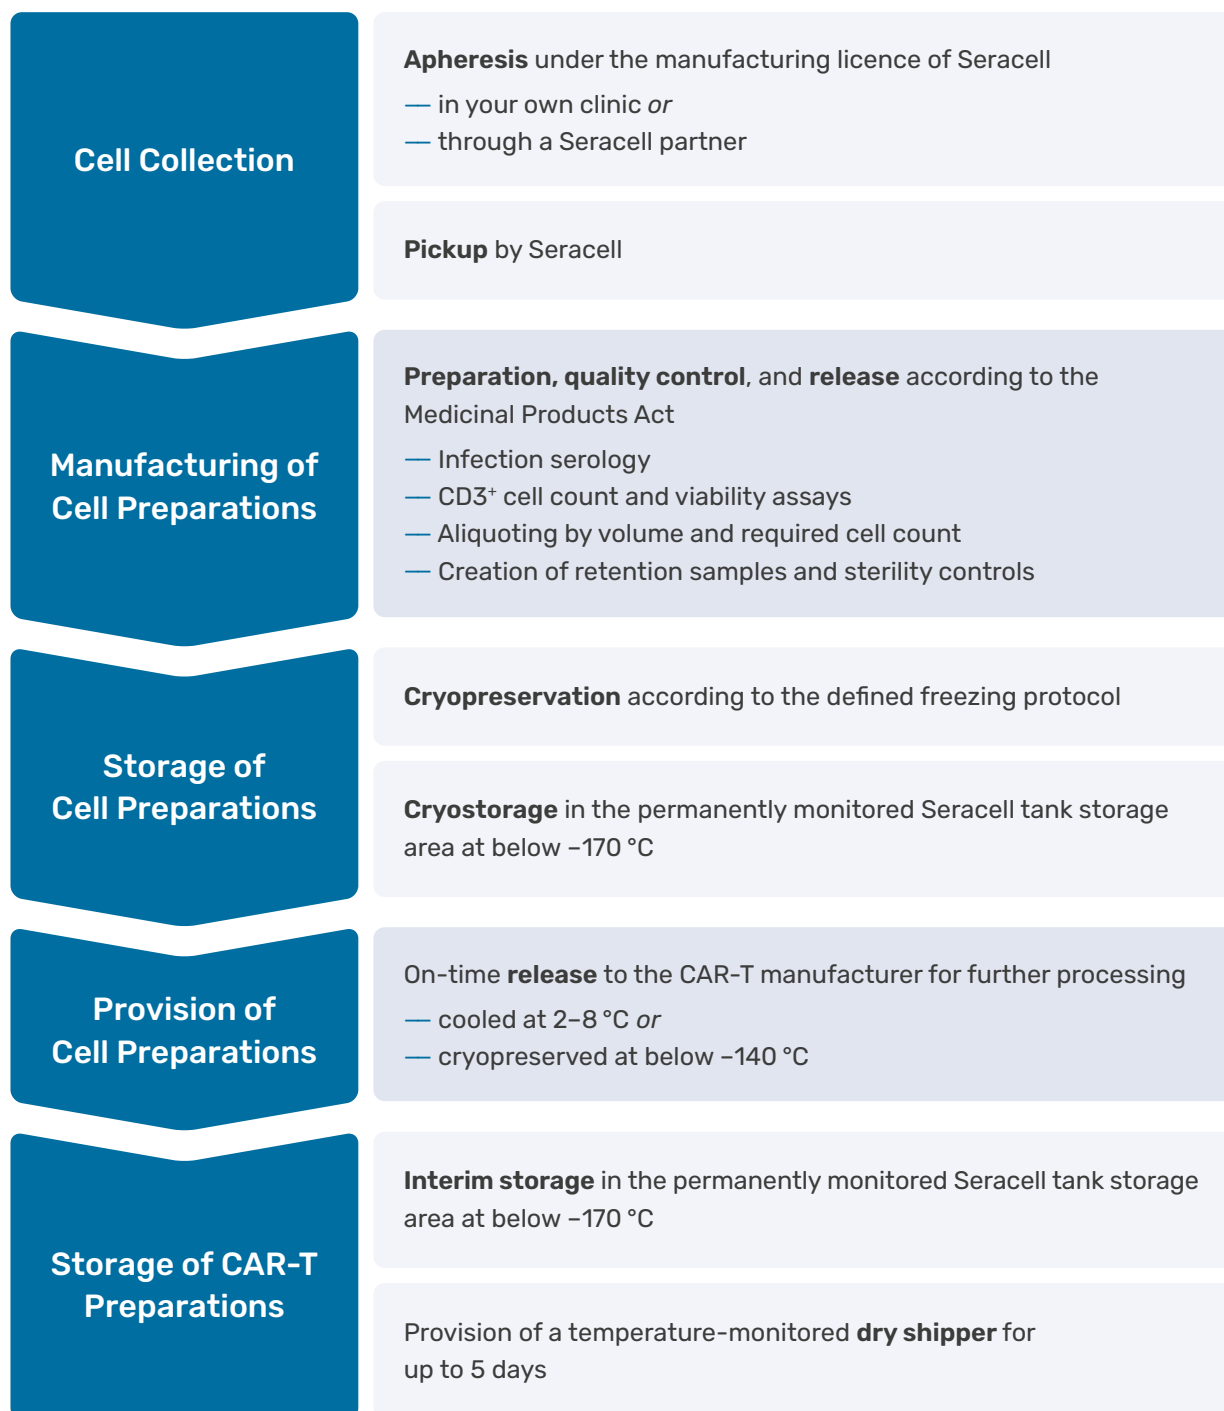 Cell Collection
Apheresis under the manufacturing licence of Seracell
— in your own clinic or
— through a Seracell partner
Pickup by Seracell
Manufacturing of
Cell Preparations
Preparation, quality control, and release according to the
Medicinal Products Act
— Infection serology
— CD3⁺ cell count and viability assays
— Aliquoting by volume and required cell count
— Creation of retention samples and sterility controls
Storage of
Cell Preparations
Cryopreservation according to the defined freezing protocol
Cryostorage in the permanently monitored Seracell tank storage
area at below –170 °C
Provision of
Cell Preparations
On-time release to the CAR-T manufacturer for further processing
— cooled at 2–8 °C or
— cryopreserved at below –140 °C
Storage of CAR-T
Preparations
Interim storage in the permanently monitored Seracell tank storage
area at below –170 °C
Provision of a temperature-monitored dry shipper for
up to 5 days